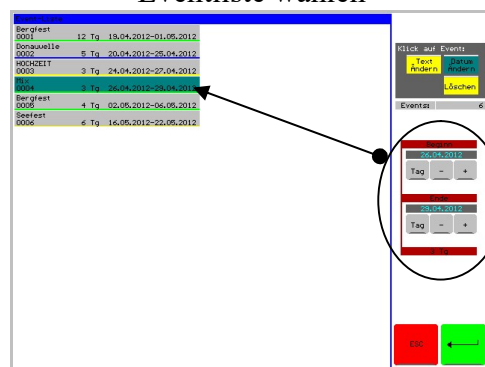 Eventliste wählen
Bergfest
0001 12 Tg 19.04.2012-01.05.2012
Donauwelle
0002 5 Tg 20.04.2012-25.04.2012
HOCHZEIT
0003 3 Tg 24.04.2012-27.04.2012
Mix
0004 3 Tg 26.04.2012-29.04.2012
Bergfest
0005 4 Tg 02.05.2012-06.05.2012
Seefest
0006 6 Tg 16.05.2012-22.05.2012
Klick auf Event:
Text ändern
Datum ändern
Löschen
Events: 6
Beginn
26.04.2012
Tag - +
Ende
29.04.2012
Tag - +
3 Tg
ESC